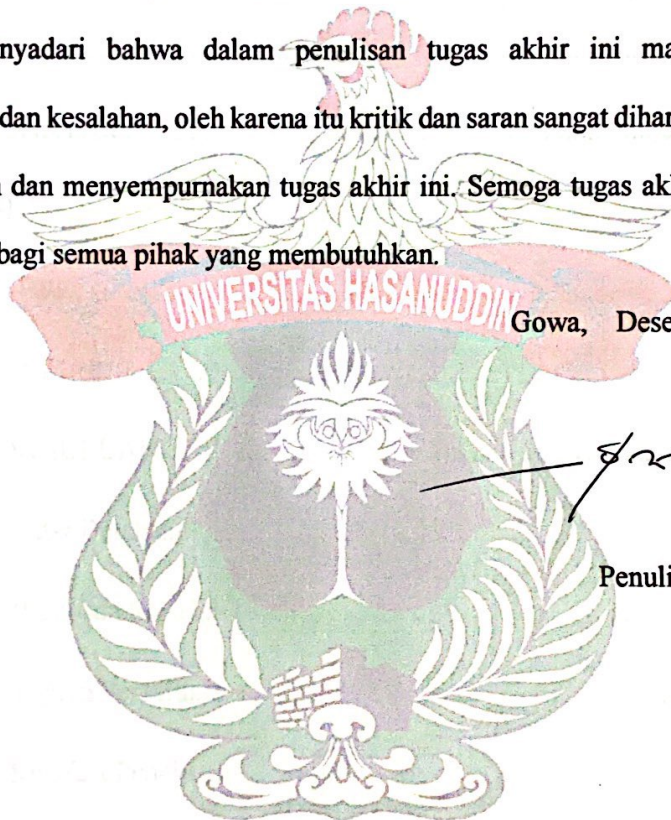 nyadari bahwa dalam penulisan tugas akhir ini ma
dan kesalahan, oleh karena itu kritik dan saran sangat dihar
dan menyempurnakan tugas akhir ini. Semoga tugas ak
bagi semua pihak yang membutuhkan.
UNIVERSITAS HASANUDDIN
Gowa, Dese
Penuli